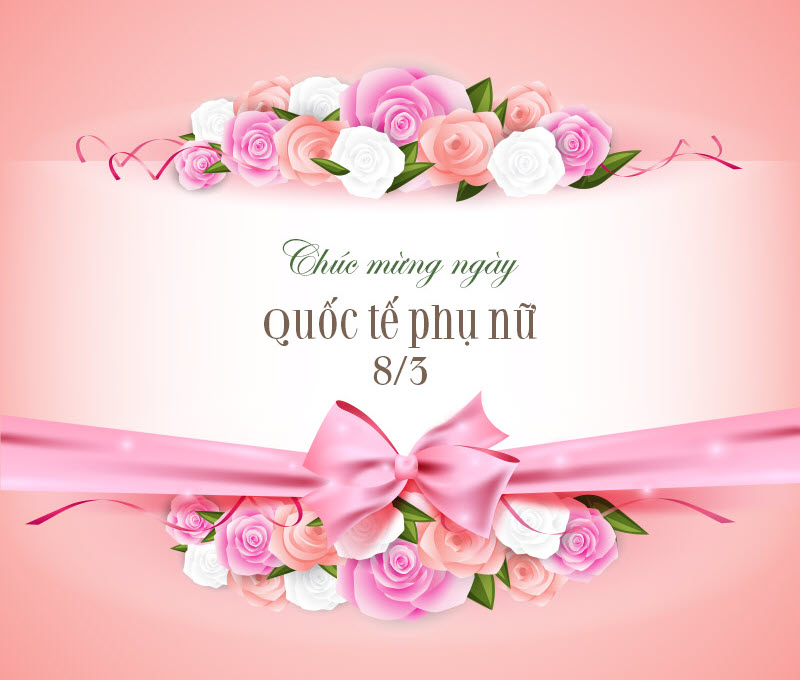 Chúc mừng ngày
Quốc tế phụ nữ
8/3